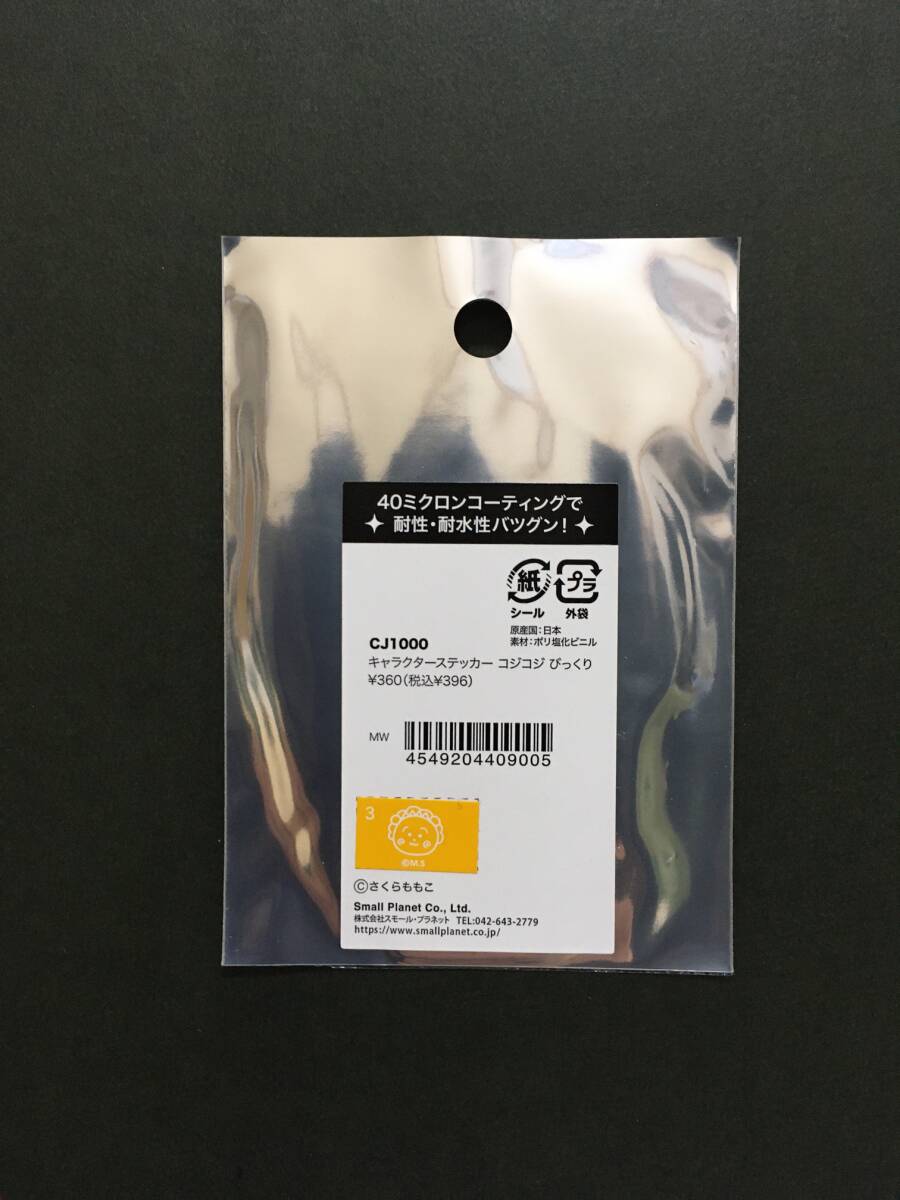 40ミクロンコーティングで
耐性・耐水性バツグン!
紙
プラ
シール
外袋
原産国:日本
素材:ポリ塩化ビニル
CJ1000
キャラクターステッカー コジコジ びっくり
¥360(税込¥396)
MW
4549204409005
3
©M.S
©さくらももこ
Small Planet Co., Ltd.
株式会社スモール・プラネット TEL:042-643-2779
https://www.smallplanet.co.jp/